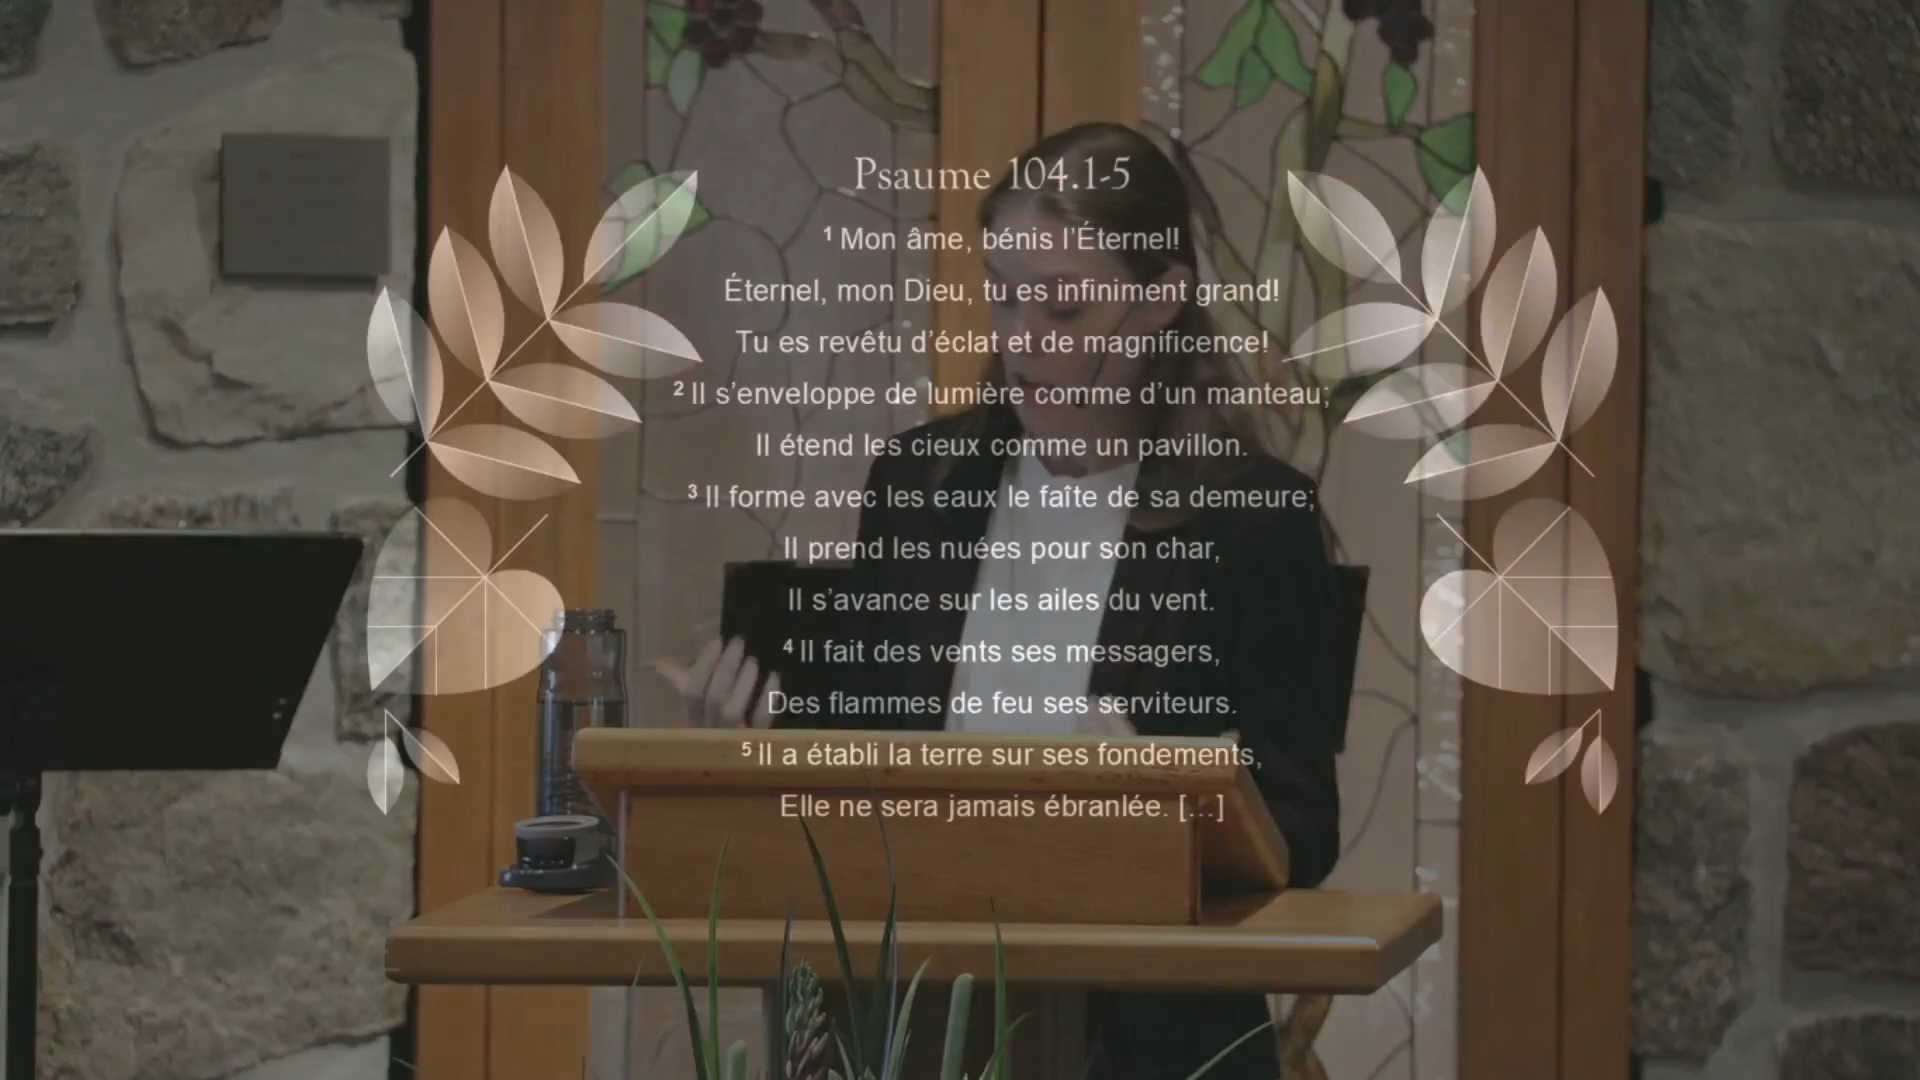 Psaume 104.1-5
¹ Mon âme, bénis l’Éternel!
Éternel, mon Dieu, tu es infiniment grand!
Tu es revêtu d’éclat et de magnificence!
² Il s’enveloppe de lumière comme d’un manteau;
Il étend les cieux comme un pavillon.
³ Il forme avec les eaux le faîte de sa demeure;
Il prend les nuées pour son char,
Il s’avance sur les ailes du vent.
⁴ Il fait des vents ses messagers,
Des flammes de feu ses serviteurs.
⁵ Il a établi la terre sur ses fondements,
Elle ne sera jamais ébranlée. […]